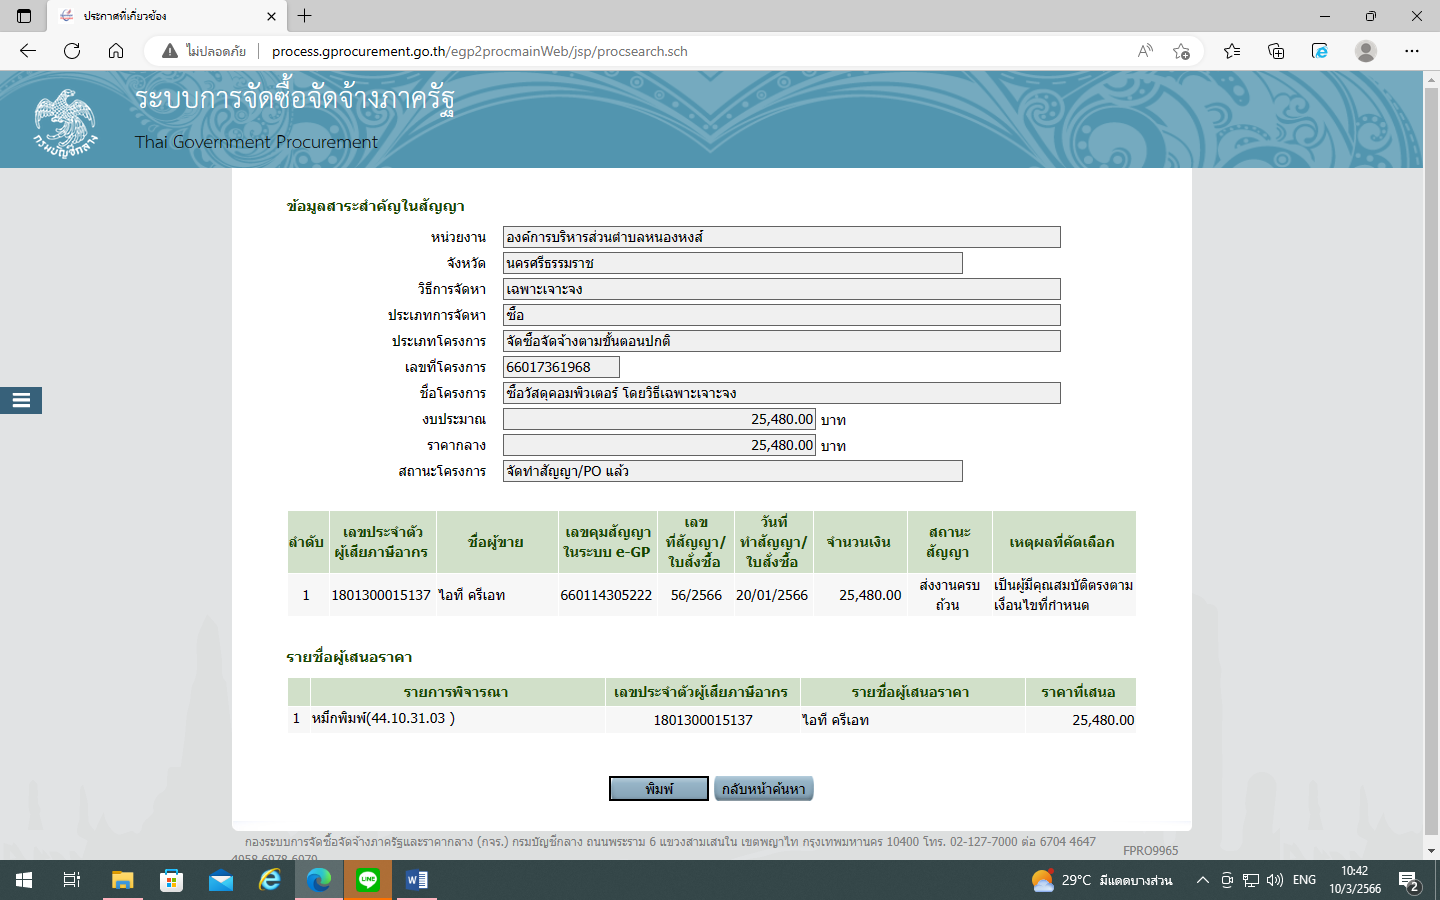 ประกาศที่เกี่ยวข้อง
ไม่ปลอดภัย
process.gprocurement.go.th/egp2procmainWeb/jsp/procsearch.sch
ระบบการจัดซื้อจัดจ้างภาครัฐ
Thai Government Procurement
กรมบัญชีกลาง
ข้อมูลสาระสำคัญในสัญญา
หน่วยงาน องค์การบริหารส่วนตำบลหนองหงส์
จังหวัด นครศรีธรรมราช
วิธีการจัดหา เฉพาะเจาะจง
ประเภทการจัดหา ซื้อ
ประเภทโครงการ จัดซื้อจัดจ้างตามขั้นตอนปกติ
เลขที่โครงการ 66017361968
ชื่อโครงการ ซื้อวัสดุคอมพิวเตอร์ โดยวิธีเฉพาะเจาะจง
งบประมาณ 25,480.00 บาท
ราคากลาง 25,480.00 บาท
สถานะโครงการ จัดทำสัญญา/PO แล้ว
ลำดับ เลขประจำตัวผู้เสียภาษีอากร ชื่อผู้ขาย เลขคุมสัญญาในระบบ e-GP เลขที่สัญญา/ใบสั่งซื้อ วันที่ทำสัญญา/ใบสั่งซื้อ จำนวนเงิน สถานะสัญญา เหตุผลที่คัดเลือก
1 1801300015137 ไอที ครีเอท 660114305222 56/2566 20/01/2566 25,480.00 ส่งงานครบถ้วน เป็นผู้มีคุณสมบัติตรงตามเงื่อนไขที่กำหนด
รายชื่อผู้เสนอราคา
รายการพิจารณา เลขประจำตัวผู้เสียภาษีอากร รายชื่อผู้เสนอราคา ราคาที่เสนอ
1 หมึกพิมพ์(44.10.31.03 ) 1801300015137 ไอที ครีเอท 25,480.00
พิมพ์ กลับหน้าค้นหา
กองระบบการจัดซื้อจัดจ้างภาครัฐและราคากลาง (กจร.) กรมบัญชีกลาง ถนนพระราม 6 แขวงสามเสนใน เขตพญาไท กรุงเทพมหานคร 10400 โทร. 02-127-7000 ต่อ 6704 4647
4958 6978 6979
FPRO9965
LINE
29°C มีแดดบางส่วน
ENG
10:42
10/3/2566
2